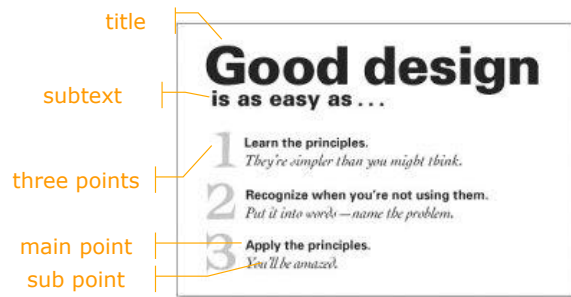 title
Good design
subtext
is as easy as . . .
three points
1
Learn the principles.
They're simpler than you might think.
2
Recognize when you're not using them.
Put it into words—name the problem.
main point
3
Apply the principles.
sub point
You'll be amazed.